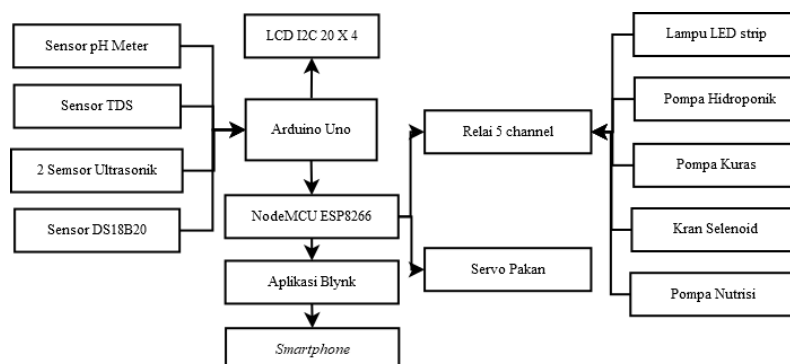 Sensor pH Meter
Sensor TDS
2 Semsor Ultrasonik
Sensor DS18B20
LCD I2C 20 X 4
Arduino Uno
NodeMCU ESP8266
Aplikasi Blynk
Smartphone
Relai 5 channel
Servo Pakan
Lampu LED strip
Pompa Hidroponik
Pompa Kuras
Kran Selenoid
Pompa Nutrisi